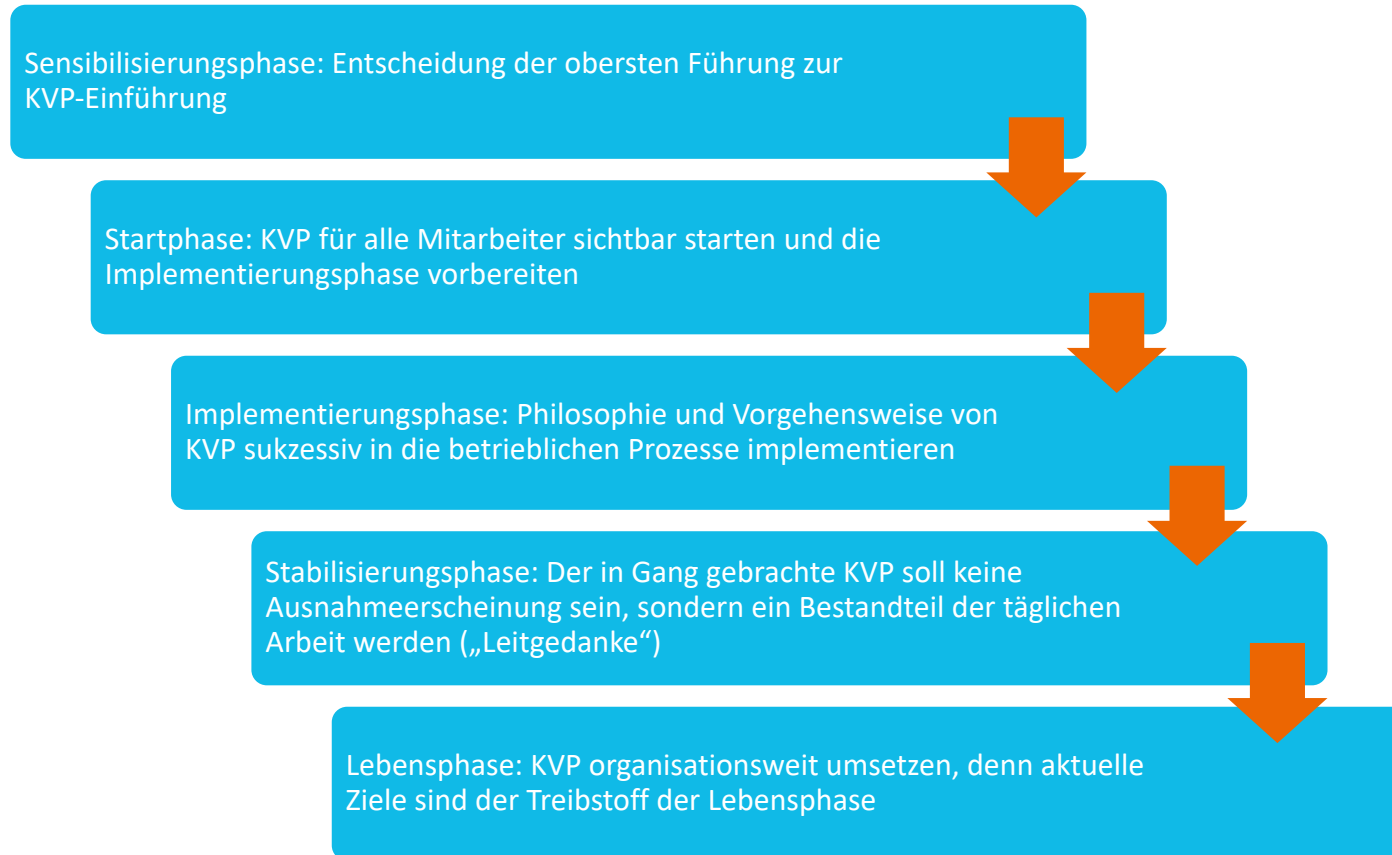 Sensibilisierungsphase: Entscheidung der obersten Führung zur
KVP-Einführung
Startphase: KVP für alle Mitarbeiter sichtbar starten und die
Implementierungsphase vorbereiten
Implementierungsphase: Philosophie und Vorgehensweise von
KVP sukzessiv in die betrieblichen Prozesse implementieren
Stabilisierungsphase: Der in Gang gebrachte KVP soll keine
Ausnahmeerscheinung sein, sondern ein Bestandteil der täglichen
Arbeit werden („Leitgedanke“)
Lebensphase: KVP organisationsweit umsetzen, denn aktuelle
Ziele sind der Treibstoff der Lebensphase